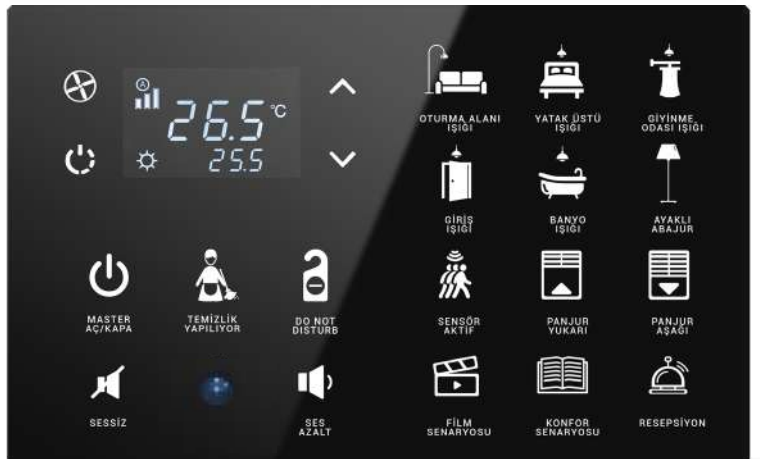 A
26.5 °C
25.5
OTURMA ALANI
IŞIĞI
YATAK ÜSTÜ
IŞIĞI
GİYİNME
ODASI IŞIĞI
GİRİŞ
IŞIĞI
BANYO
IŞIĞI
AYAKLI
ABAJUR
MASTER
AÇ/KAPA
TEMİZLİK
YAPILIYOR
DO NOT
DISTURB
SENSÖR
AKTİF
PANJUR
YUKARI
PANJUR
AŞAĞI
SESSİZ
SES
AZALT
FİLM
SENARYOSU
KONFOR
SENARYOSU
RESEPSİYON